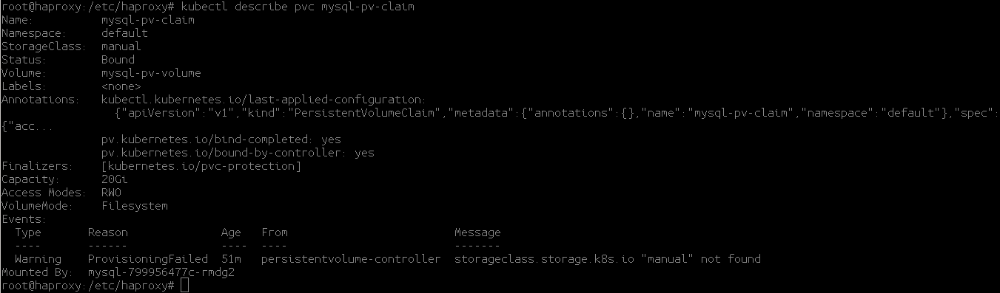 root@haproxy:/etc/haproxy# kubectl describe pvc mysql-pv-claim
Name:          mysql-pv-claim
Namespace:     default
StorageClass:  manual
Status:        Bound
Volume:        mysql-pv-volume
Labels:        <none>
Annotations:   kubectl.kubernetes.io/last-applied-configuration:
                 {"apiVersion":"v1","kind":"PersistentVolumeClaim","metadata":{"annotations":{},"name":"mysql-pv-claim","namespace":"default"},"spec":
{"acc...
               pv.kubernetes.io/bind-completed: yes
               pv.kubernetes.io/bound-by-controller: yes
Finalizers:    [kubernetes.io/pvc-protection]
Capacity:      20Gi
Access Modes:  RWO
VolumeMode:    Filesystem
Events:
  Type       Reason              Age   From                         Message
  ----       ------              ----  ----                         -------
  Warning    ProvisioningFailed  51m   persistentvolume-controller  storageclass.storage.k8s.io "manual" not found
Mounted By:  mysql-799956477c-rmdg2
root@haproxy:/etc/haproxy#